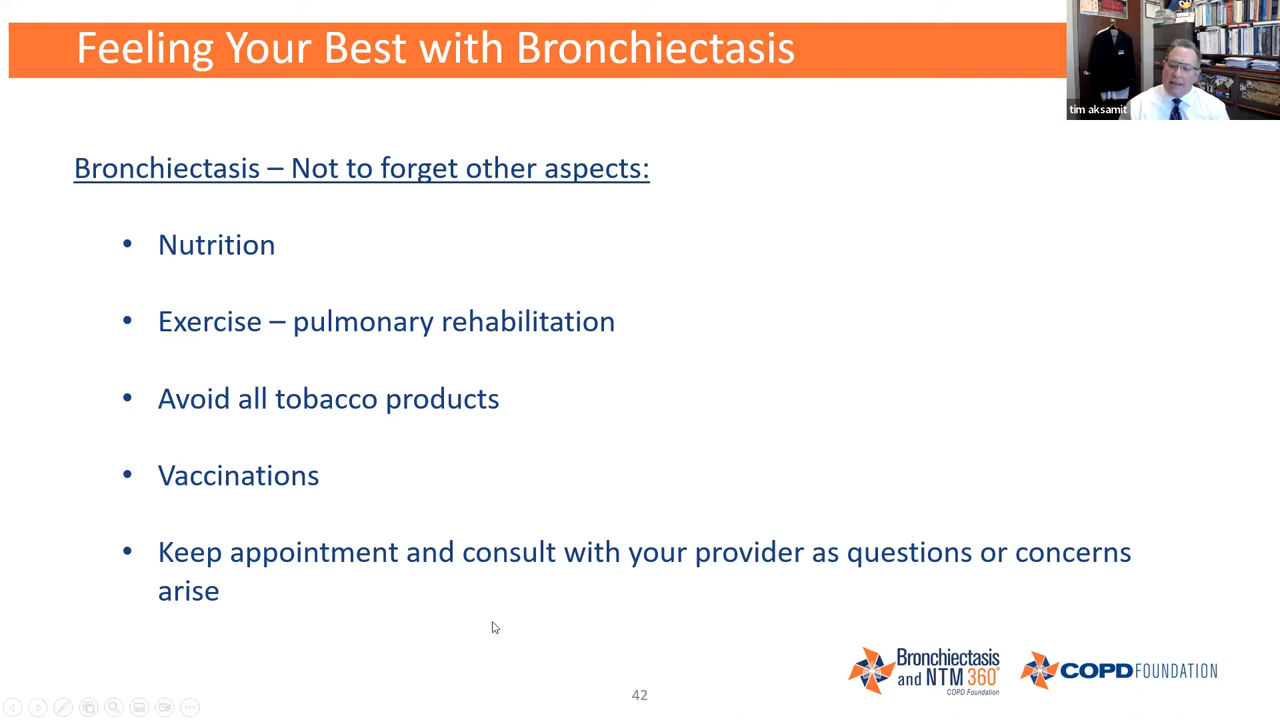 Feeling Your Best with Bronchiectasis
tim aksamit
Bronchiectasis – Not to forget other aspects:
• Nutrition
• Exercise – pulmonary rehabilitation
• Avoid all tobacco products
• Vaccinations
• Keep appointment and consult with your provider as questions or concerns
arise
Bronchiectasis
and NTM 360°
COPD Foundation
COPD FOUNDATION
42